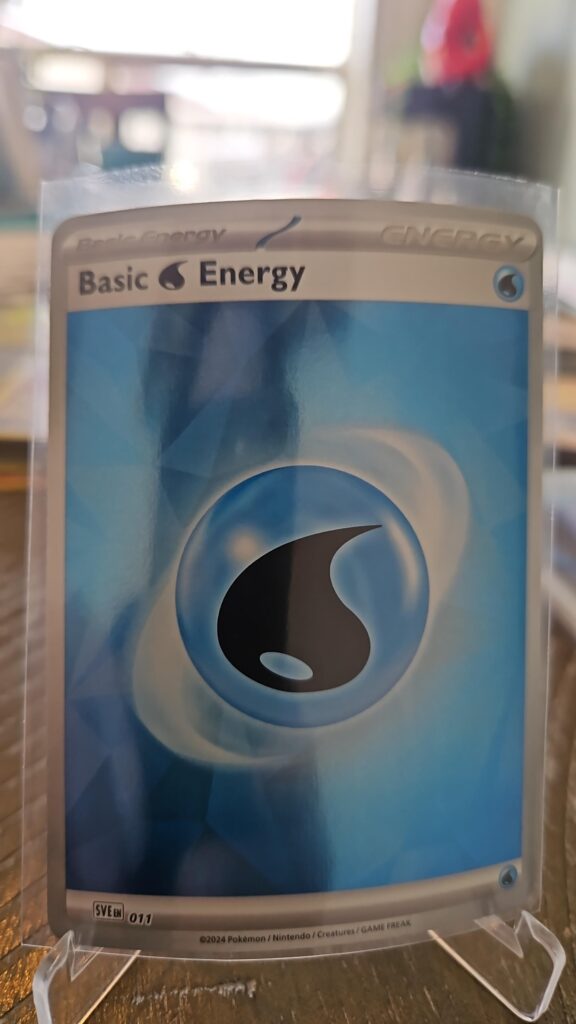 Basic Energy ENERGY
Basic Energy
SVE EN 011
©2024 Pokémon / Nintendo / Creatures / GAME FREAK